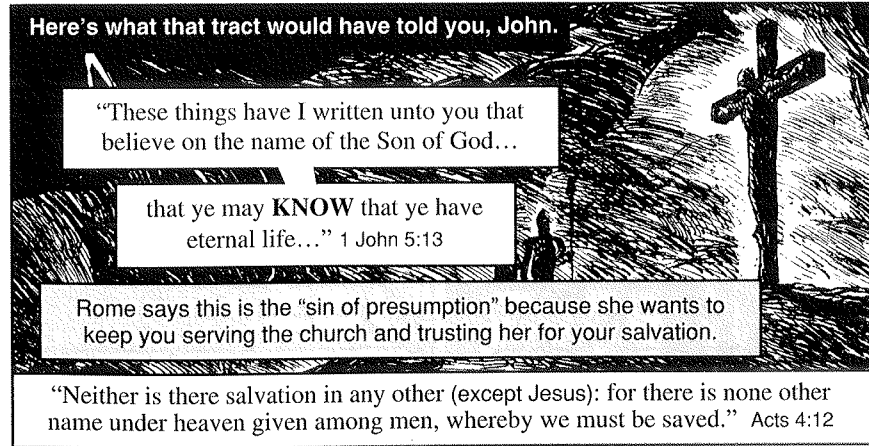 Here's what that tract would have told you, John.
“These things have I written unto you that
believe on the name of the Son of God...
that ye may KNOW that ye have
eternal life...” 1 John 5:13
Rome says this is the “sin of presumption” because she wants to
keep you serving the church and trusting her for your salvation.
“Neither is there salvation in any other (except Jesus): for there is none other
name under heaven given among men, whereby we must be saved.” Acts 4:12